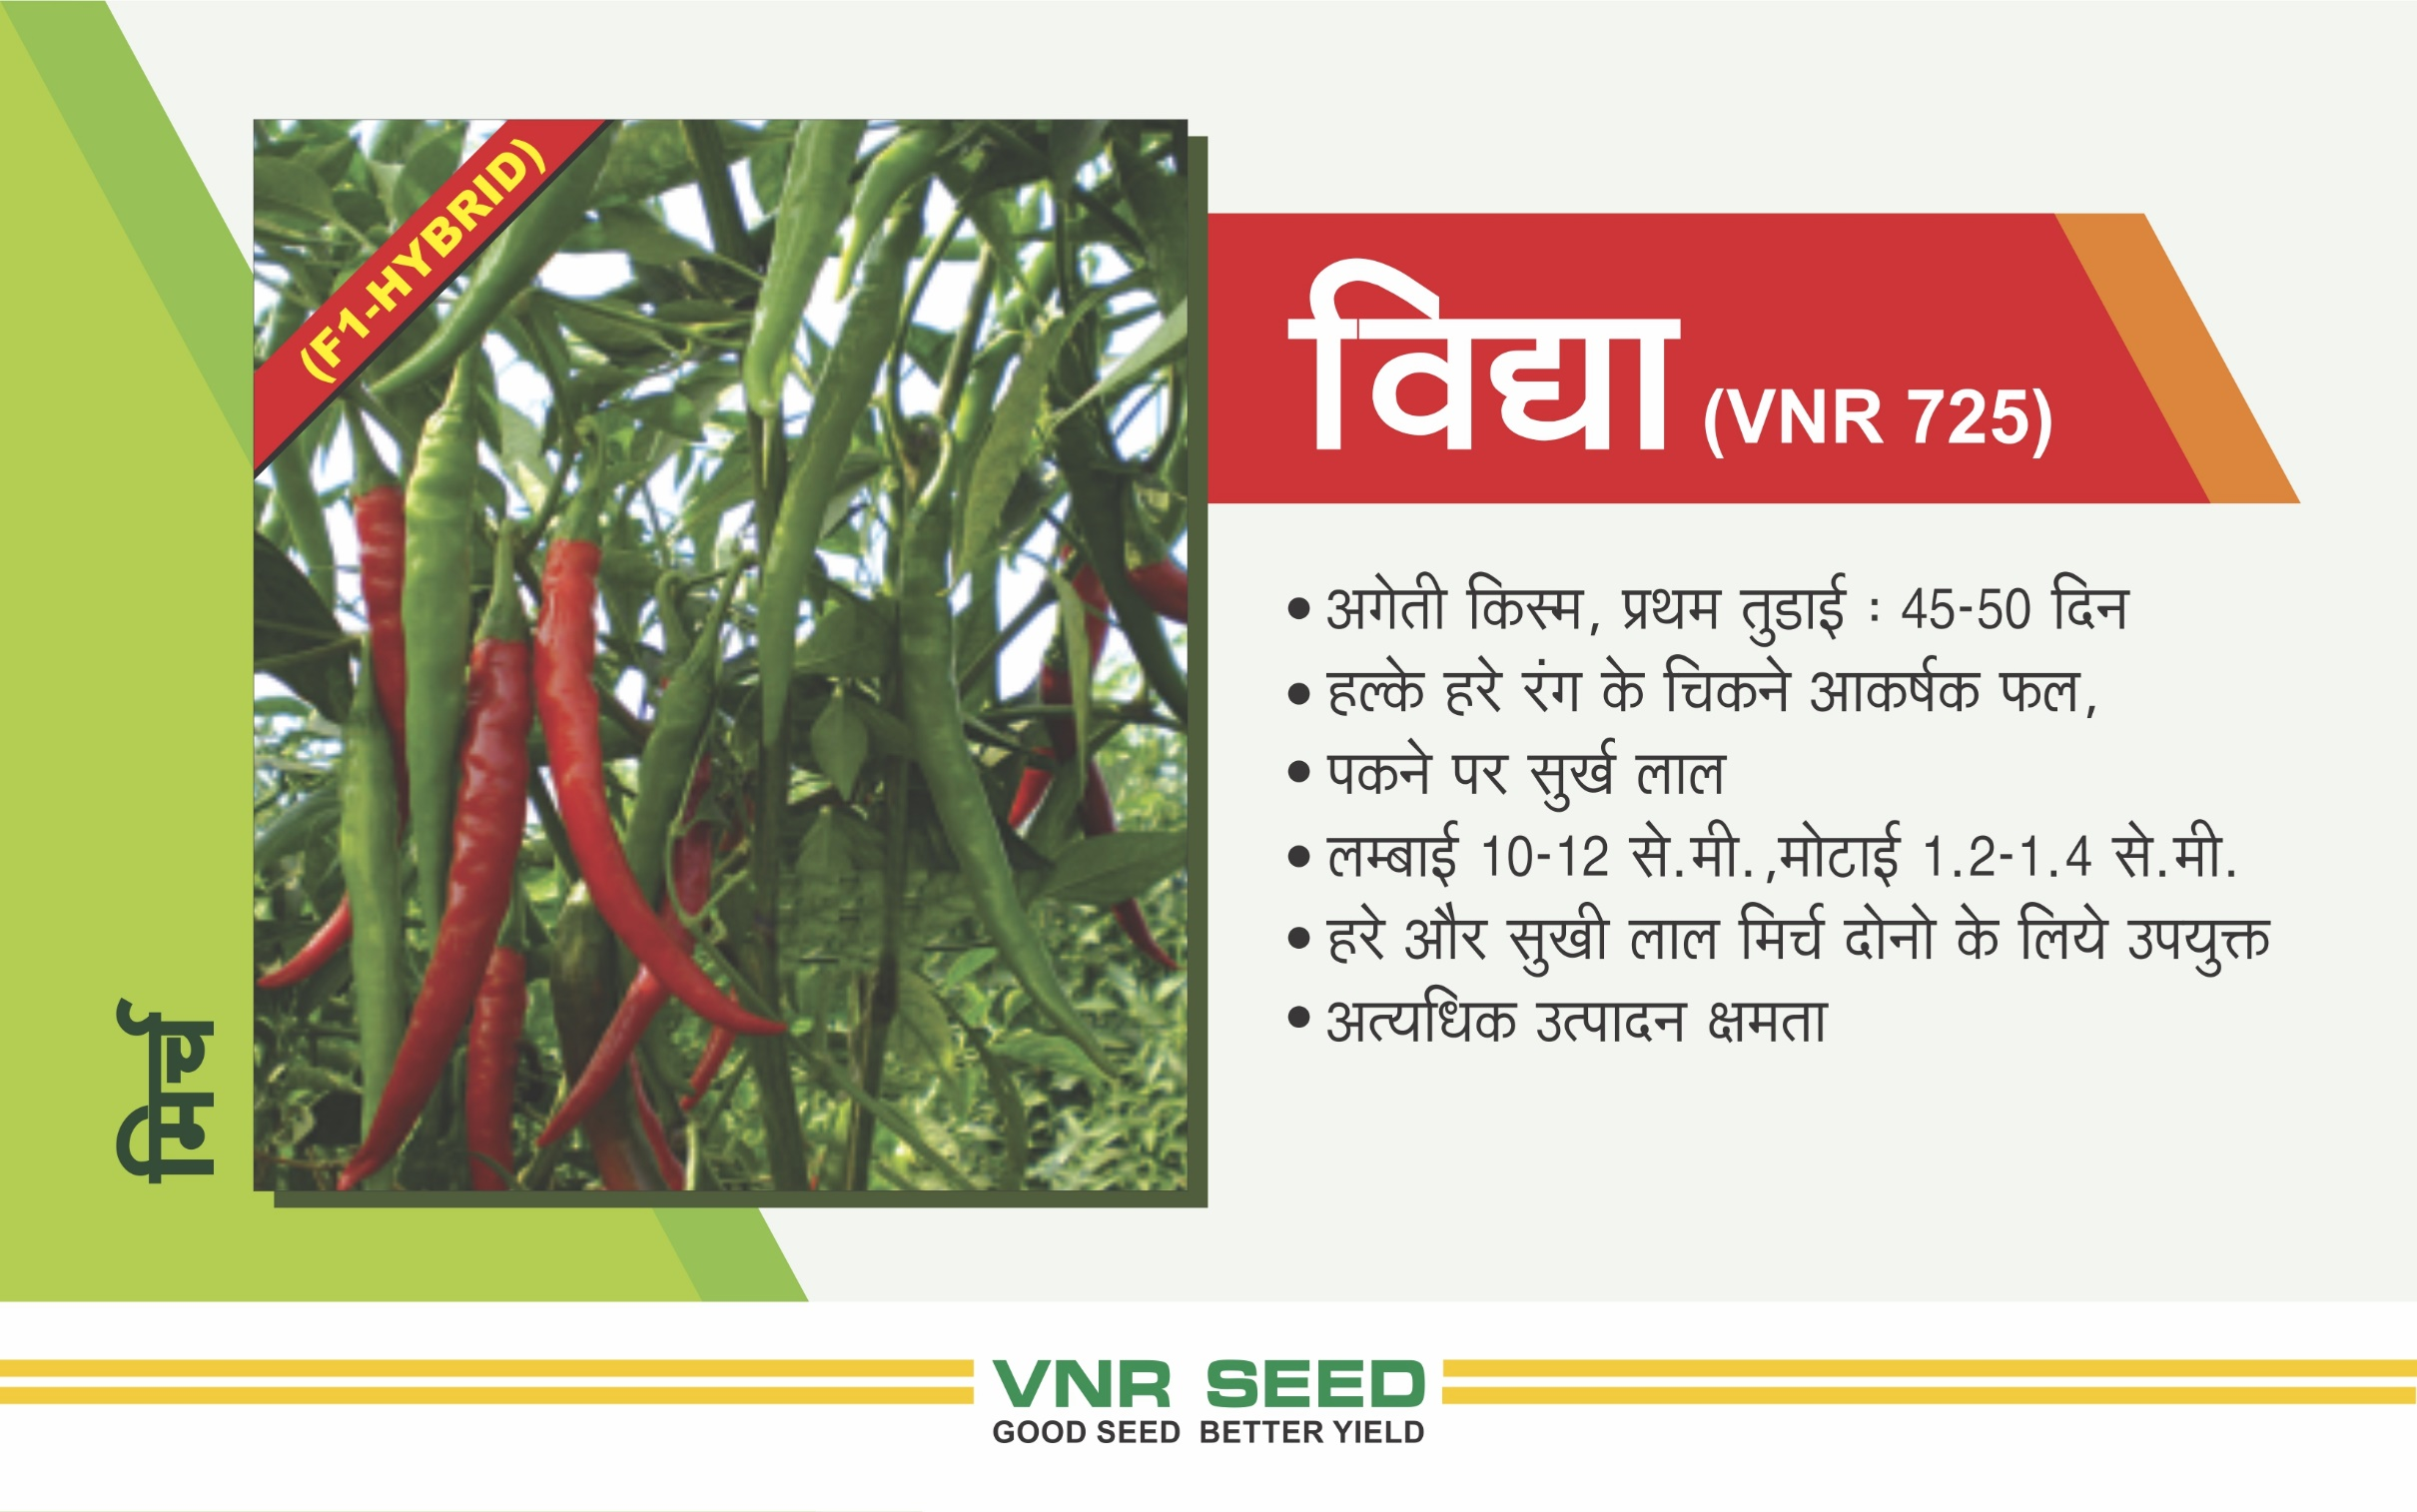 (F1-HYBRID)
विद्या (VNR 725)
• अगेती किस्म, प्रथम तुडाई : 45-50 दिन
• हल्के हरे रंग के चिकने आकर्षक फल,
• पकने पर सुर्ख लाल
• लम्बाई 10-12 से.मी.,मोटाई 1.2-1.4 से.मी.
• हरे और सुखी लाल मिर्च दोनो के लिये उपयुक्त
• अत्यधिक उत्पादन क्षमता
मिर्च
VNR SEED
GOOD SEED BETTER YIELD